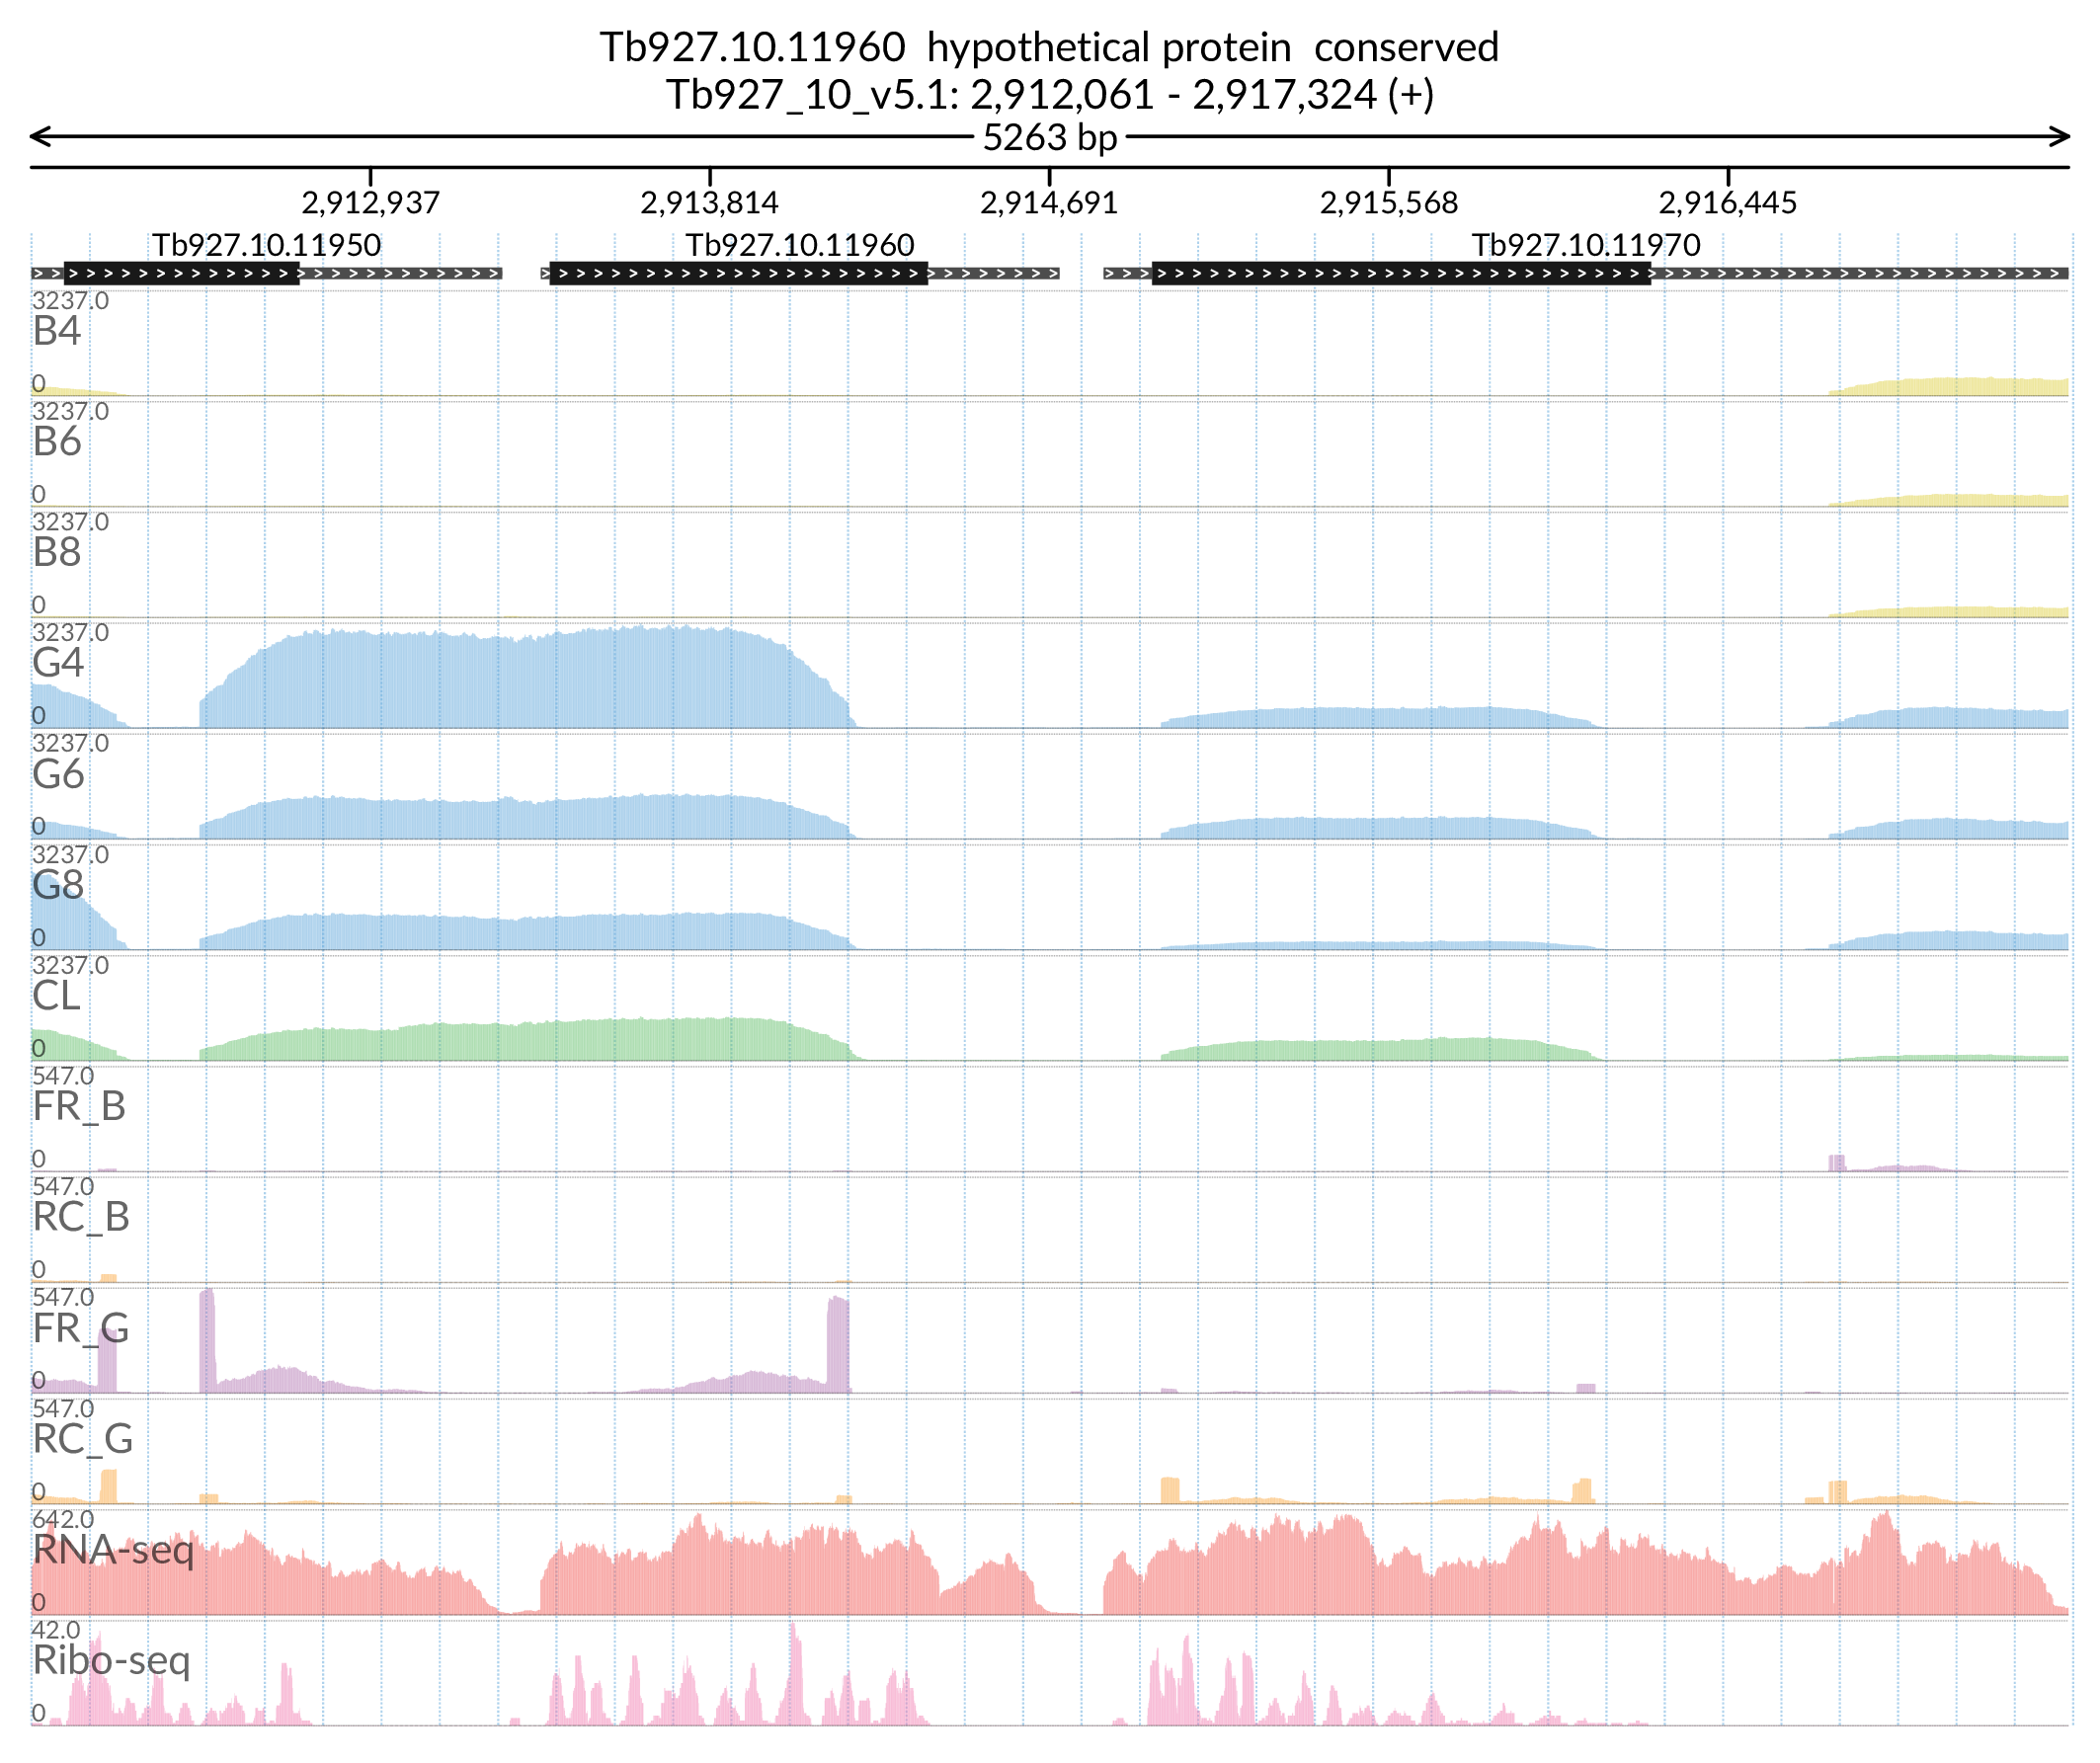 Tb927.10.11960 hypothetical protein conserved
Tb927_10_v5.1: 2,912,061 - 2,917,324 (+)
5263 bp
2,912,937 2,913,814 2,914,691 2,915,568 2,916,445
Tb927.10.11950 Tb927.10.11960 Tb927.10.11970
3237.0
B4
0
3237.0
B6
0
3237.0
B8
0
3237.0
G4
0
3237.0
G6
0
3237.0
G8
0
3237.0
CL
0
547.0
FR_B
0
547.0
RC_B
0
547.0
FR_G
0
547.0
RC_G
0
642.0
RNA-seq
0
42.0
Ribo-seq
0